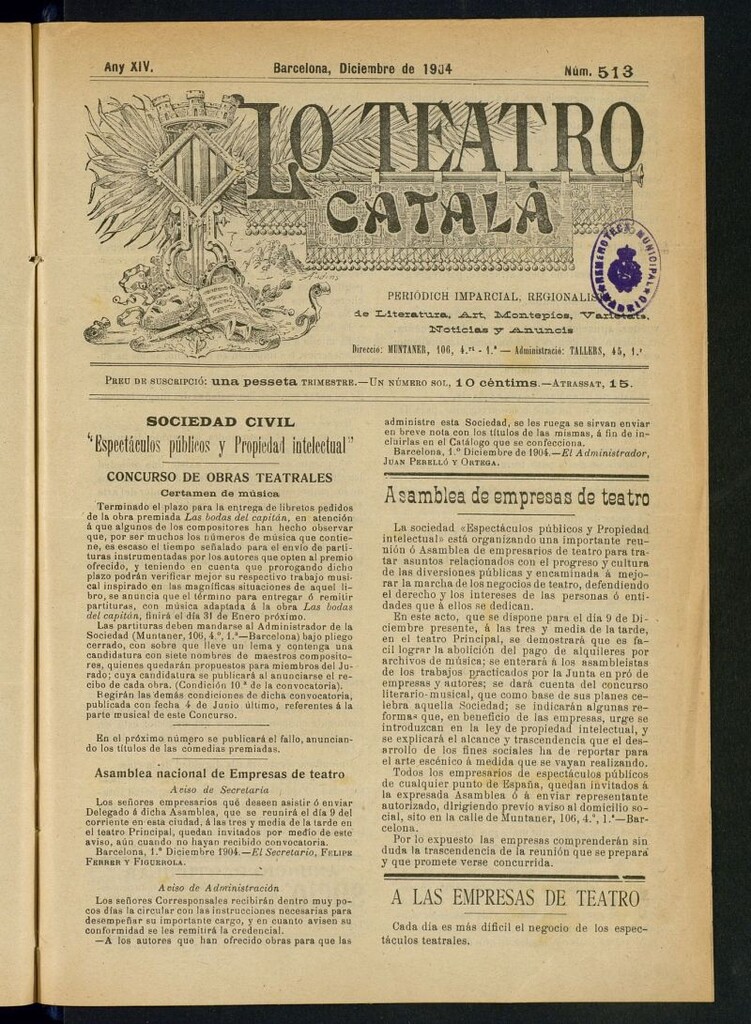 Any XIV.
Barcelona, Diciembre de 1904
Núm. 513
LO TEATRO
CATALÁ
HEMEROTECA MUNICIPAL
MADRID
PERIÓDICH IMPARCIAL, REGIONALIS
de Literatura, Art, Montepios, Varietats,
Noticias y Anuncis
Direcció: MUNTANER, 106, 4.rt - 1.ª — Administració: TALLERS, 45, 1.r
PREU DE SUSCRIPCIÓ: una pesseta TRIMESTRE.—UN NÚMERO SOL, 10 céntims.—ATRASSAT, 15.
SOCIEDAD CIVIL
"Espectáculos públicos y Propiedad intelectual"
CONCURSO DE OBRAS TEATRALES
Certamen de música
Terminado el plazo para la entrega de libretos pedidos
de la obra premiada Las bodas del capitán, en atención
á que algunos de los compositores han hecho observar
que, por ser muchos los números de música que contie-
ne, es escaso el tiempo señalado para el envío de parti-
turas instrumentadas por los autores que opten al premio
ofrecido, y teniendo en cuenta que prorogando dicho
plazo podrán verificar mejor su respectivo trabajo musi-
cal inspirado en las magníficas situaciones de aquel li-
bro, se anuncia que el término para entregar ó remitir
partituras, con música adaptada á la obra Las bodas
del capitán, finirá el día 31 de Enero próximo.
Las partituras deben mandarse al Administrador de la
Sociedad (Muntaner, 106, 4.º, 1.ª—Barcelona) bajo pliego
cerrado, con sobre que lleve un lema y contenga una
candidatura con siete nombres de maestros composito-
res, quienes quedarán propuestos para miembros del Ju-
rado; cuya candidatura se publicará al anunciarse el re-
cibo de cada obra. (Condición 10.ª de la convocatoria).
Regirán las demás condiciones de dicha convocatoria,
publicada con fecha 4 de Junio último, referentes á la
parte musical de este Concurso.
En el próximo número se publicará el fallo, anuncian-
do los títulos de las comedias premiadas.
Asamblea nacional de Empresas de teatro
Aviso de Secretaría
Los señores empresarios qué deseen asistir ó enviar
Delegado á dicha Asamblea, que se reunirá el día 9 del
corriente en esta ciudad, á las tres y media de la tarde en
el teatro Principal, quedan invitados por medio de este
aviso, aún cuando no hayan recibido convocatoria.
Barcelona, 1.º Diciembre 1904.—El Secretario, FELIPE
FERRER Y FIGUEROLA.
Aviso de Administración
Los señores Corresponsales recibirán dentro muy po-
cos días la circular con las instrucciones necesarias para
desempeñar su importante cargo, y en cuanto avisen su
conformidad se les remitirá la credencial.
—A los autores que han ofrecido obras para que las
administre esta Sociedad, se les ruega se sirvan enviar
en breve nota con los títulos de las mismas, á fin de in-
cluirlas en el Catálogo que se confecciona.
Barcelona, 1.º Diciembre de 1904.—El Administrador,
JUAN PERELLÓ Y ORTEGA.
Asamblea de empresas de teatro
La sociedad «Espectáculos públicos y Propiedad
intelectual» está organizando una importante reu-
nión ó Asamblea de empresarios de teatro para tra-
tar asuntos relacionados con el progreso y cultura
de las diversiones públicas y encaminada á mejo-
rar la marcha de los negocios de teatro, defendiendo
el derecho y los intereses de las personas ó enti-
dades que á ellos se dedican.
En este acto, que se dispone para el día 9 de Di-
ciembre presente, á las tres y media de la tarde,
en el teatro Principal, se demostrará que es fá-
cil lograr la abolición del pago de alquileres por
archivos de música; se enterará á los asambleistas
de los trabajos practicados por la Junta en pró de
empresas y autores; se dará cuenta del concurso
literario-musical, que como base de sus planes ce-
lebra aquella Sociedad; se indicarán algunas re-
formas que, en beneficio de las empresas, urge se
introduzcan en la ley de propiedad intelectual, y
se explicará el alcance y trascendencia que el des-
arrollo de los fines sociales ha de reportar para
el arte escénico á medida que se vayan realizando.
Todos los empresarios de espectáculos públicos
de cualquier punto de España, quedan invitados á
la expresada Asamblea ó á enviar representante
autorizado, dirigiendo previo aviso al domicilio so-
cial, sito en la calle de Muntaner, 106, 4.º, 1.ª—Bar-
celona.
Por lo expuesto las empresas comprenderán sin
duda la trascendencia de la reunión que se prepara
y que promete verse concurrida.
A LAS EMPRESAS DE TEATRO
Cada día es más difícil el negocio de los espec-
táculos teatrales.